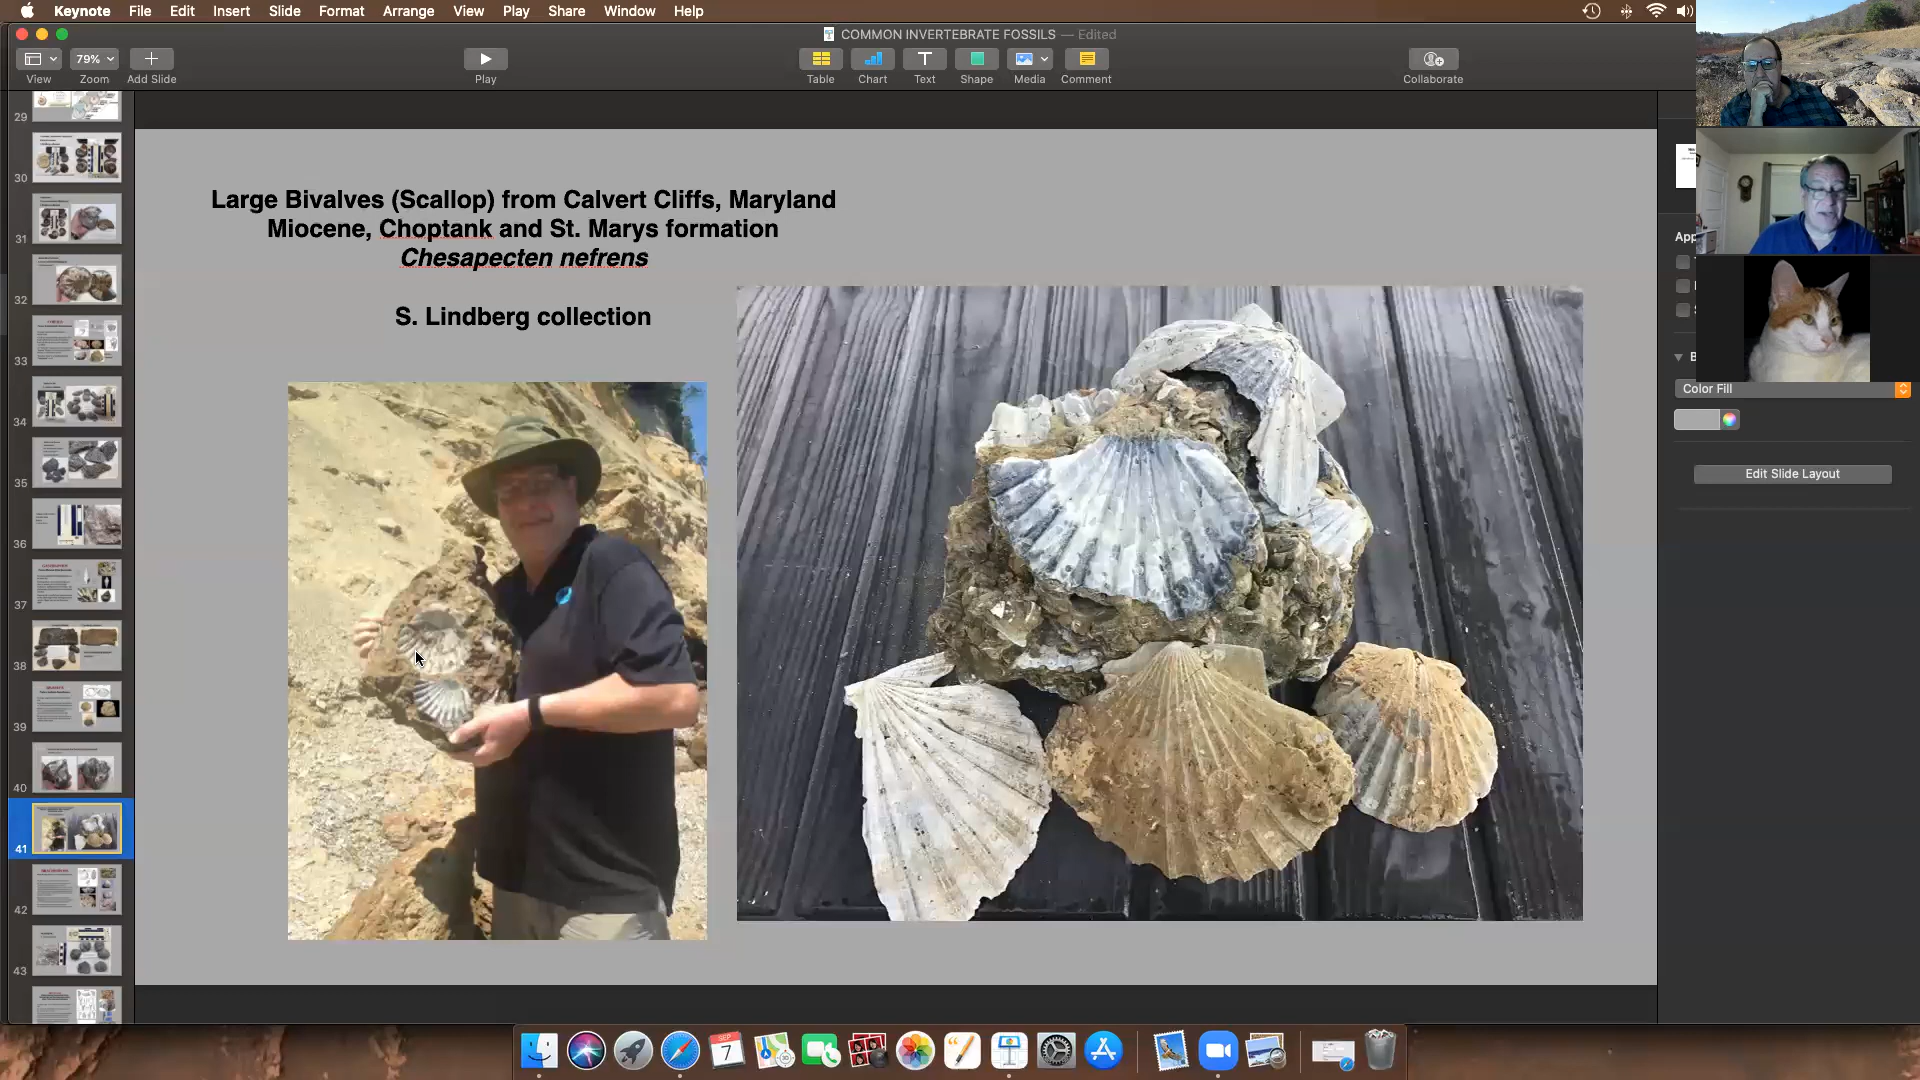 Keynote File Edit Insert Slide Format Arrange View Play Share Window Help
COMMON INVERTEBRATE FOSSILS — Edited
79%
View Zoom Add Slide Play Table Chart Text Shape Media Comment Collaborate
29
30
31
32
33
34
35
36
37
38
39
40
41
42
43
Large Bivalves (Scallop) from Calvert Cliffs, Maryland
Miocene, Choptank and St. Marys formation
Chesapecten nefrens
S. Lindberg collection
App
B
Color Fill
Edit Slide Layout
SEP
7